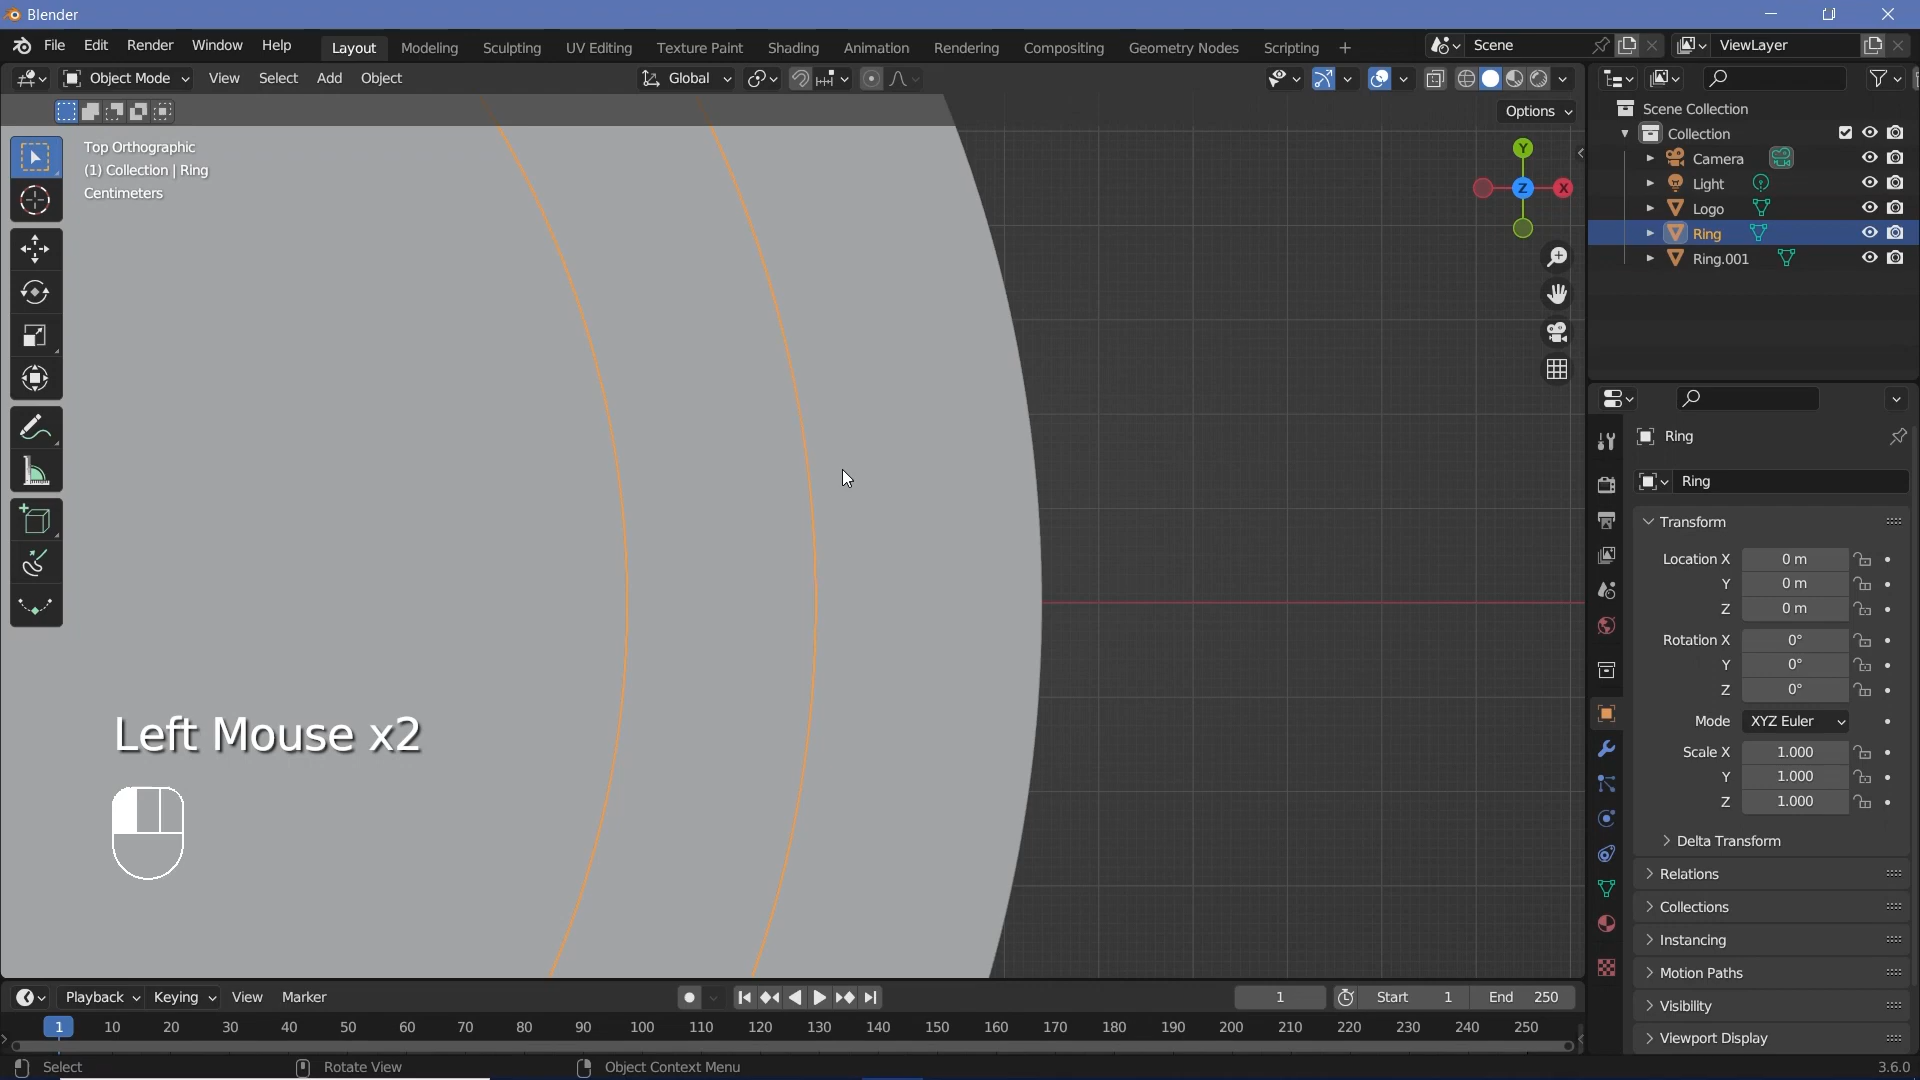 Blender
File Edit Render Window Help Layout Modeling Sculpting UV Editing Texture Paint Shading Animation Rendering Compositing Geometry Nodes Scripting + Scene ViewLayer
Object Mode View Select Add Object Global
Options
Top Orthographic
(1) Collection | Ring
Centimeters
Y
Z X
Left Mouse x2
Scene Collection
Collection
Camera
Light
Logo
Ring
Ring.001
Ring
Ring
Transform
Location X 0 m
Y 0 m
Z 0 m
Rotation X 0°
Y 0°
Z 0°
Mode XYZ Euler
Scale X 1.000
Y 1.000
Z 1.000
Delta Transform
Relations
Collections
Instancing
Motion Paths
Visibility
Viewport Display
Playback Keying View Marker 1 Start 1 End 250
1 10 20 30 40 50 60 70 80 90 100 110 120 130 140 150 160 170 180 190 200 210 220 230 240 250
Select Rotate View Object Context Menu 3.6.0